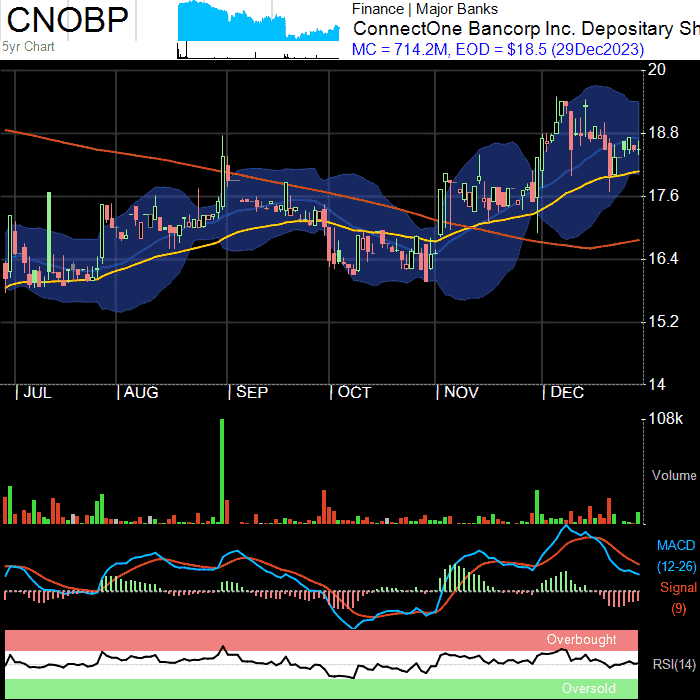 CNOBP
5yr Chart
Finance | Major Banks
ConnectOne Bancorp Inc. Depositary Sh
MC = 714.2M, EOD = $18.5 (29Dec2023)
20
18.8
17.6
16.4
15.2
14
| JUL | AUG | SEP | OCT | NOV | DEC
108k
Volume
MACD
(12-26)
Signal
(9)
Overbought
RSI(14)
Oversold